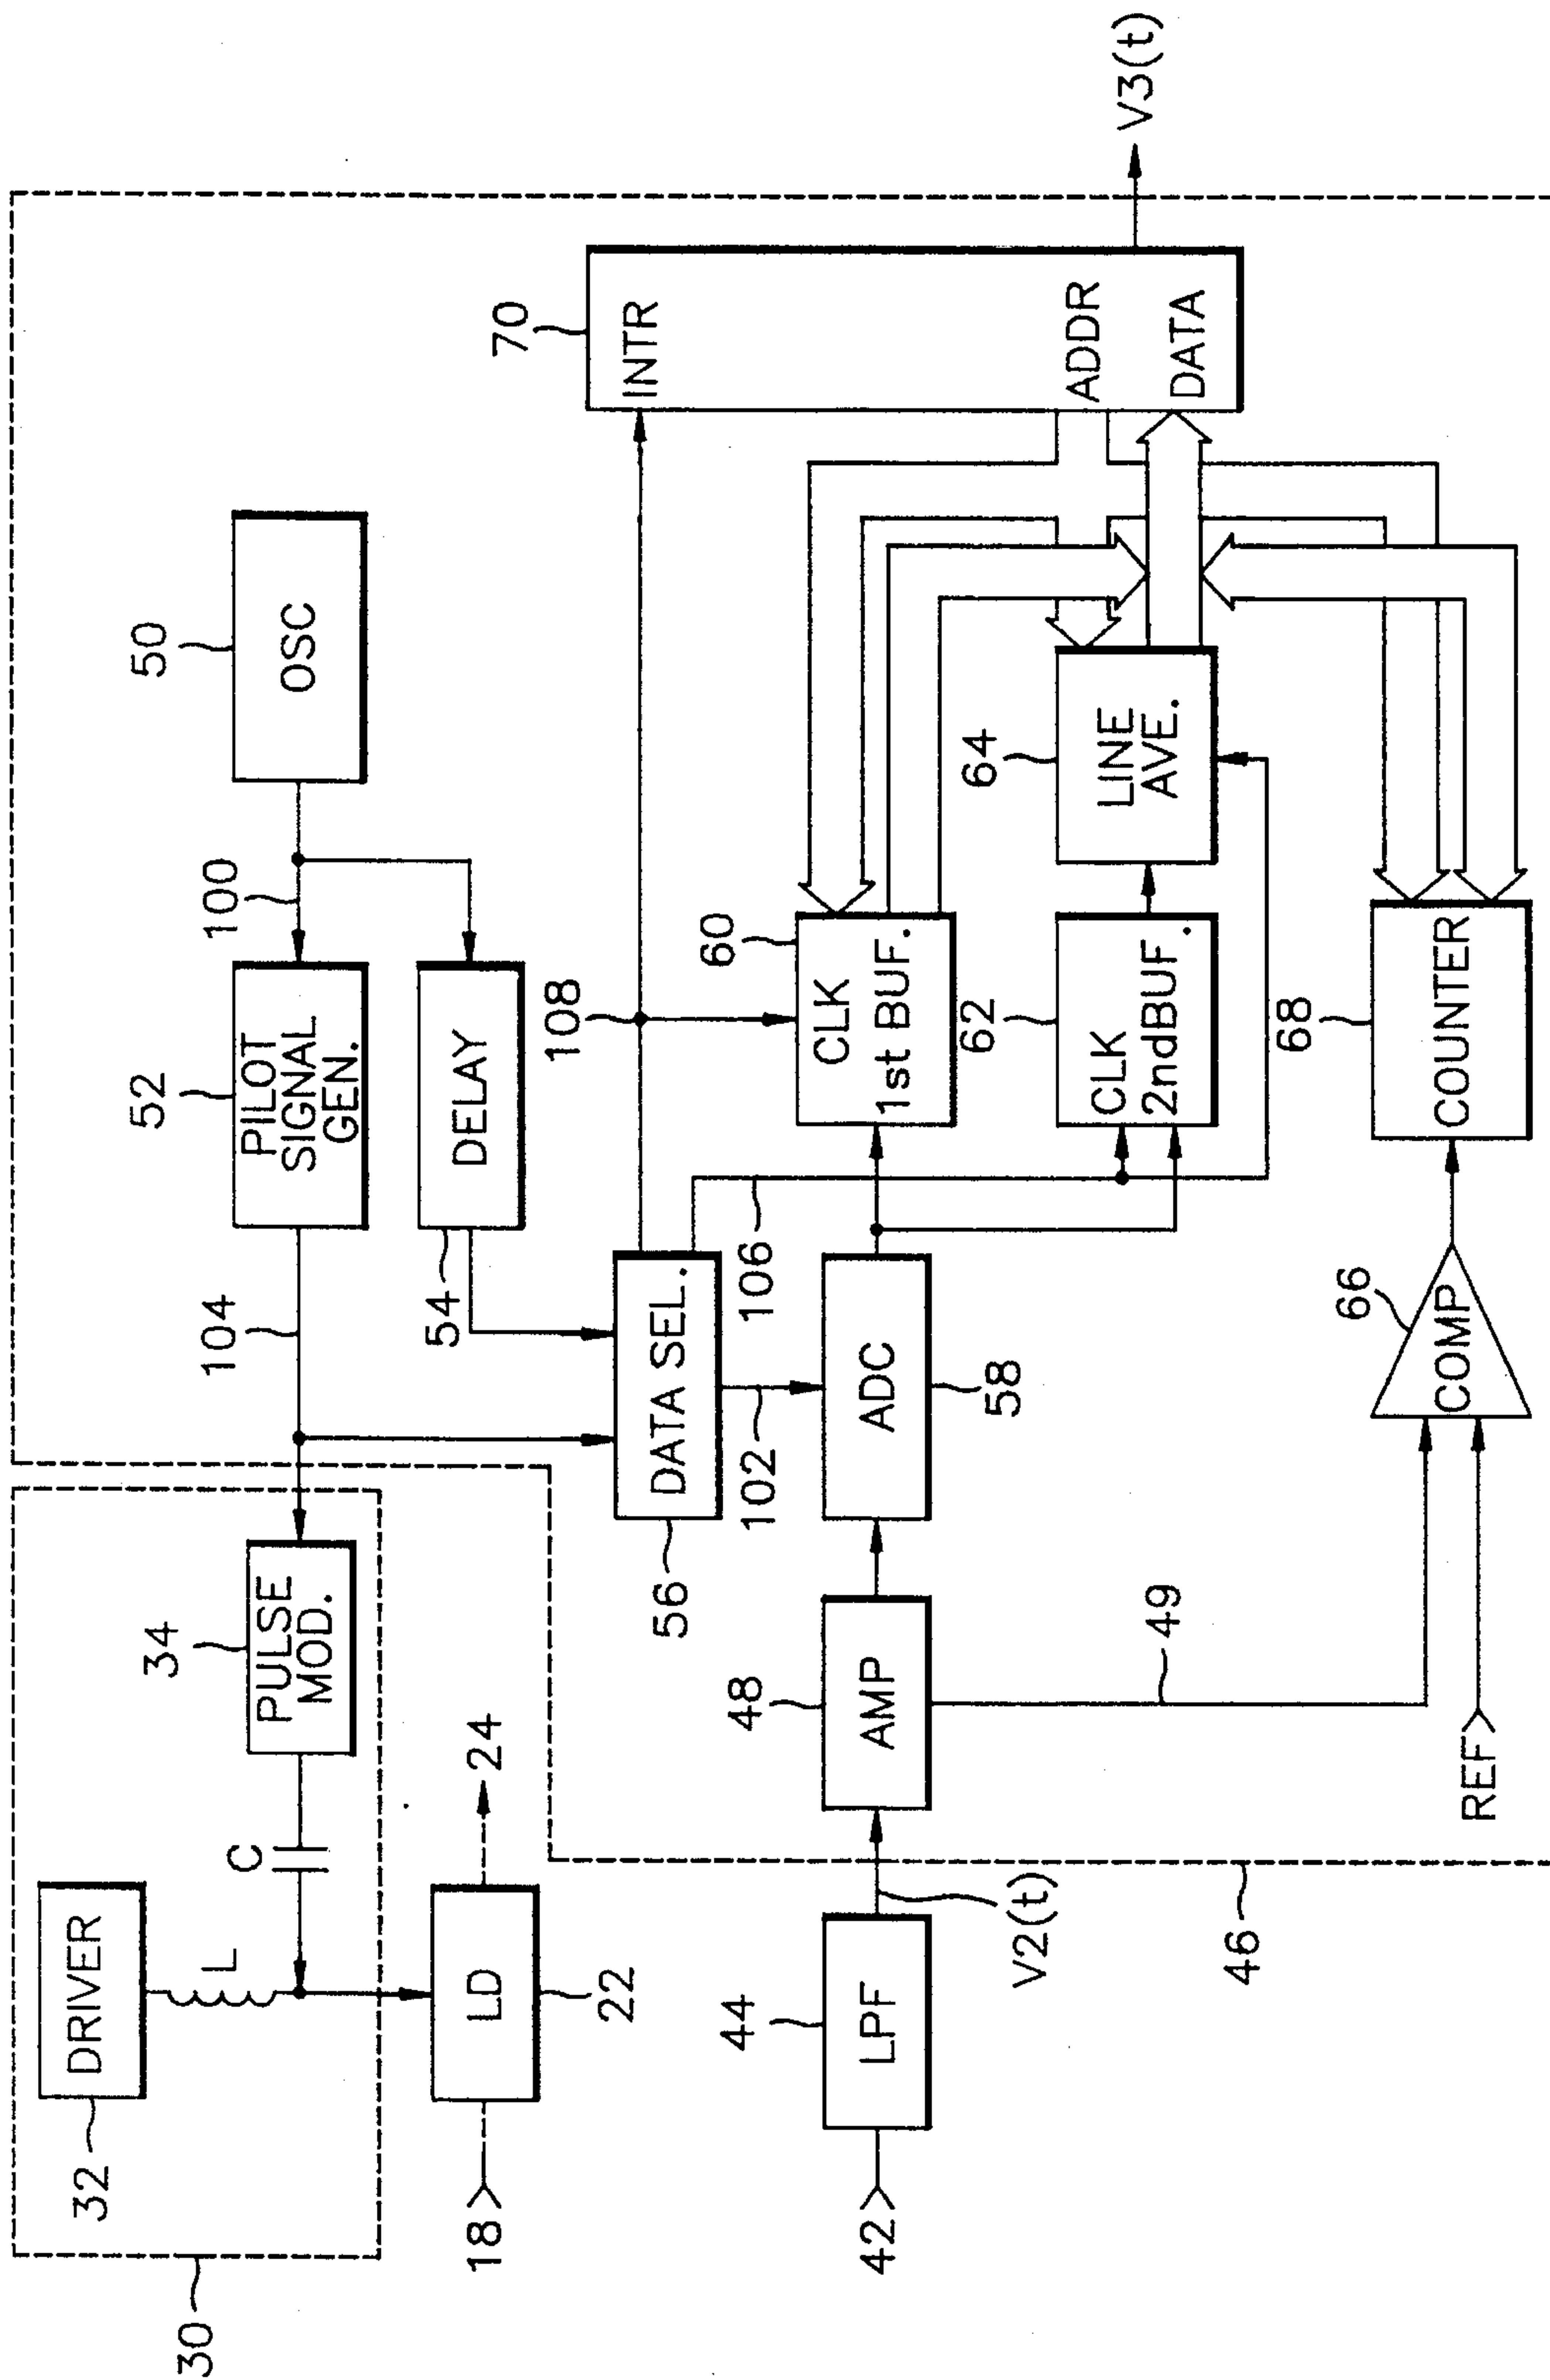 30
32
DRIVER
L
C
34
PULSE
MOD.
18
LD
22
24
104
52
PILOT
SIGNAL
GEN.
100
50
OSC
DELAY
54
DATA SEL.
56
102
106
108
42
44
LPF
V2(t)
46
48
AMP
49
ADC
58
60
CLK
1st BUF.
62
CLK
2ndBUF.
64
LINE
AVE.
REF
66
COMP
68
COUNTER
70
INTR
ADDR
DATA
V3(t)